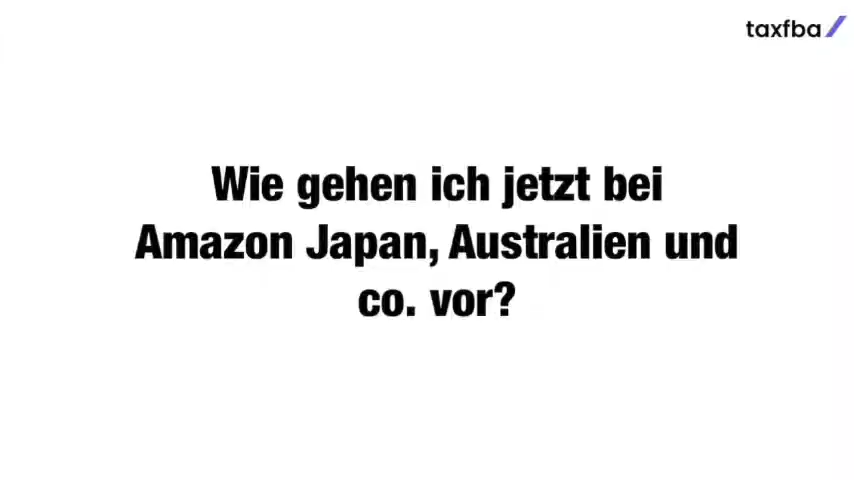 taxfba
Wie gehen ich jetzt bei
Amazon Japan, Australien und
co. vor?